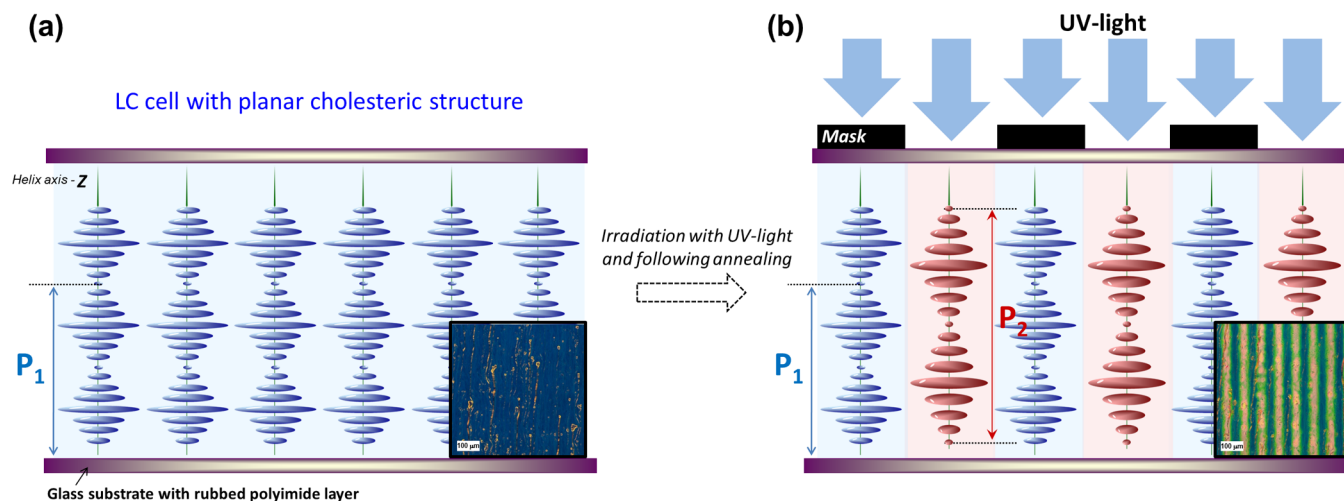 (a)
LC cell with planar cholesteric structure
Helix axis - Z
P1
100 μm
Glass substrate with rubbed polyimide layer
Irradiation with UV-light
and following annealing
(b)
UV-light
Mask
P2
P1
100 μm